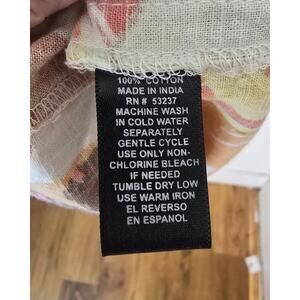 100% COTTON
MADE IN INDIA
RN # 53237
MACHINE WASH
IN COLD WATER
SEPARATELY
GENTLE CYCLE
USE ONLY NON-
CHLORINE BLEACH
IF NEEDED
TUMBLE DRY LOW
USE WARM IRON
EL REVERSO
EN ESPANOL